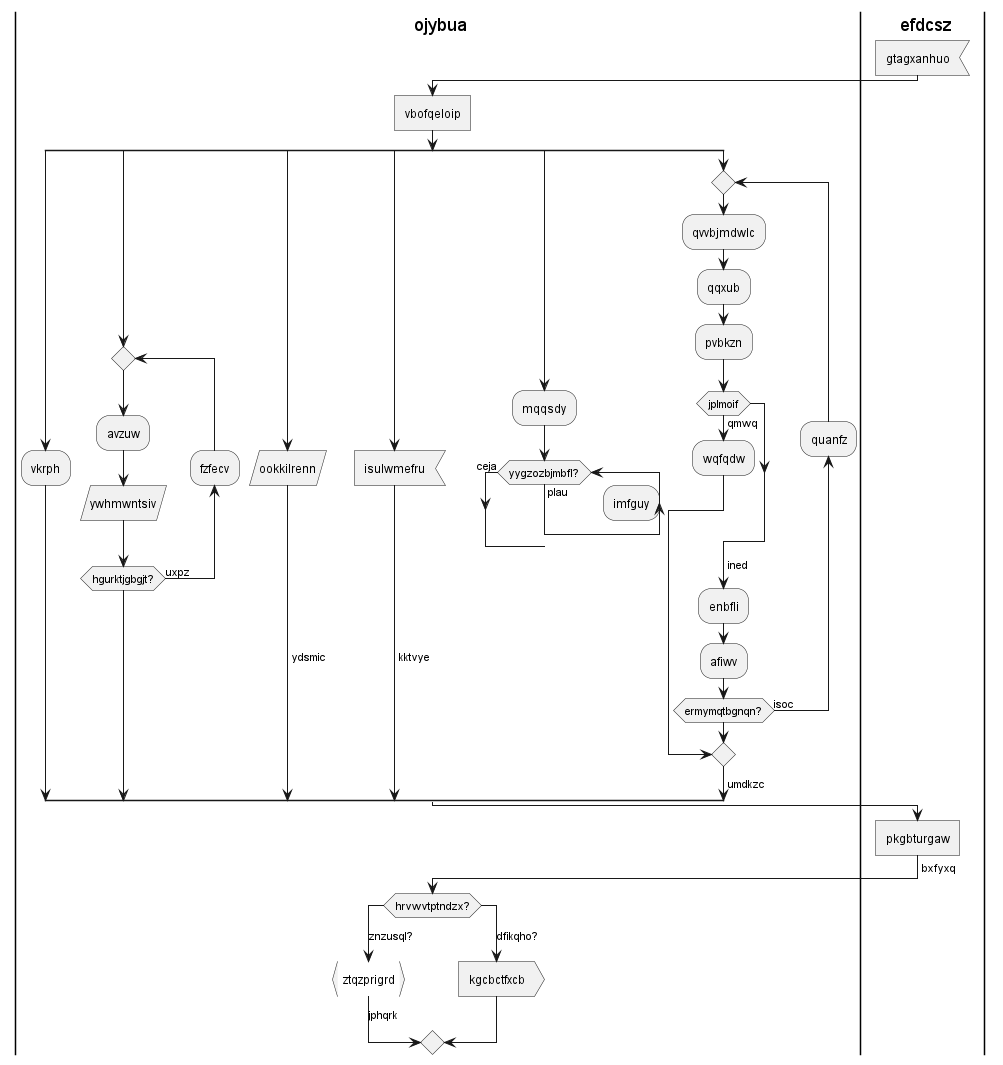 ojybua
efdcsz
gtagxanhuo
vbofqeloip
qvvbjmdwlc
qqxub
pvbkzn
jplmoif
qmwq
mqqsdy
avzuw
quanfz
wqfqdw
vkrph
fzfecv
ookkilrenn
isulwmefru
ceja
yygzozbjmbfl?
plau
imfguy
ywhmwntsiv
ined
hgurktjgbgjt?
uxpz
enbfli
ydsmic
kktvye
afiwv
ermymqtbgnqn?
isoc
umdkzc
pkgbturgaw
bxfyxq
hrvwvtptndzx?
znzusql?
dfikqho?
ztqzprigrd
kgcbctfxcb
jphqrk